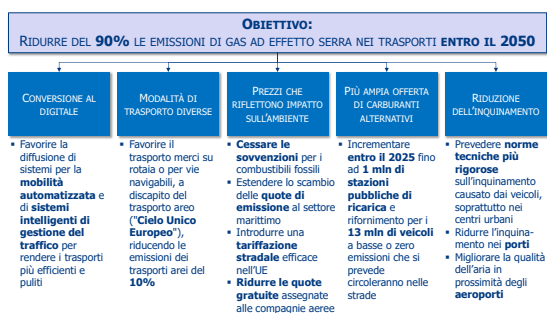 OBIETTIVO:
RIDURRE DEL 90% LE EMISSIONI DI GAS AD EFFETTO SERRA NEI TRASPORTI ENTRO IL 2050
CONVERSIONE AL
DIGITALE
▪ Favorire la
diffusione di
sistemi per la
mobilità
automatizzata e
di sistemi
intelligenti di
gestione del
traffico per
rendere i trasporti
più efficienti e
puliti
MODALITÀ DI
TRASPORTO DIVERSE
▪ Favorire il
trasporto merci su
rotaia o per vie
navigabili, a
discapito del
trasporto areo
("Cielo Unico
Europeo"),
riducendo le
emissioni dei
trasporti arei del
10%
PREZZI CHE
RIFLETTONO IMPATTO
SULL'AMBIENTE
▪ Cessare le
sovvenzioni per i
combustibili fossili
▪ Estendere lo scambio
delle quote di
emissione al settore
marittimo
▪ Introdurre una
tariffazione
stradale efficace
nell'UE
▪ Ridurre le quote
gratuite assegnate
alle compagnie aeree
PIÙ AMPIA OFFERTA
DI CARBURANTI
ALTERNATIVI
▪ Incrementare
entro il 2025 fino
ad 1 mln di
stazioni
pubbliche di
ricarica e
rifornimento per i
13 mln di veicoli
a basse o zero
emissioni che si
prevede
circoleranno nelle
strade
RIDUZIONE
DELL'INQUINAMENTO
▪ Prevedere norme
tecniche più
rigorose
sull'inquinamento
causato dai veicoli,
soprattutto nei
centri urbani
▪ Ridurre l'inquina-
mento nei porti
▪ Migliorare la qualità
dell'aria in
prossimità degli
aeroporti